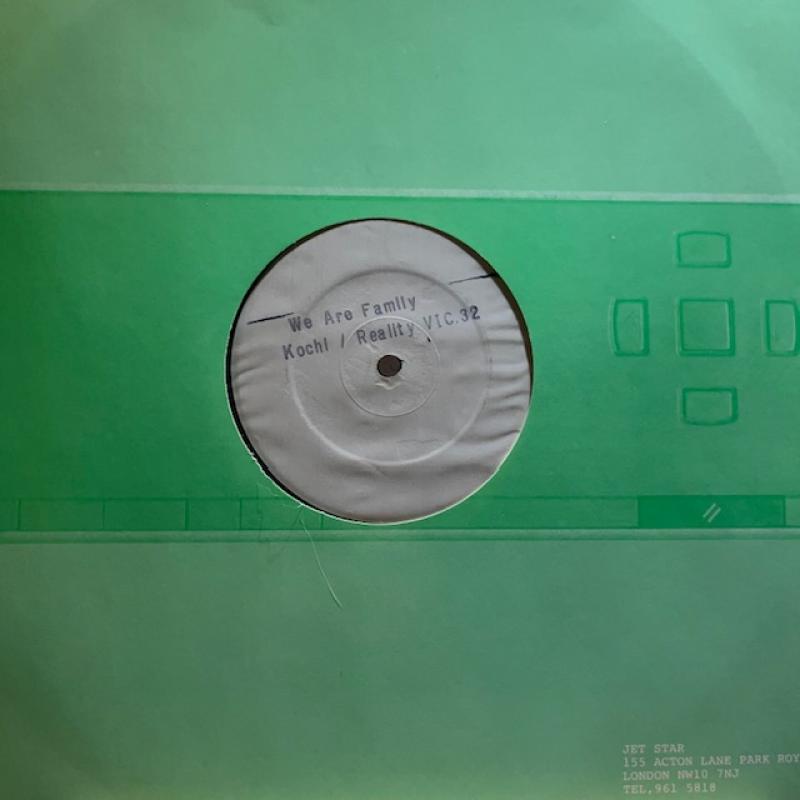 We Are Family
Kochi / Reality VIC.32
JET STAR
155 ACTON LANE PARK ROY
LONDON NW10 7NJ
TEL,961 5818